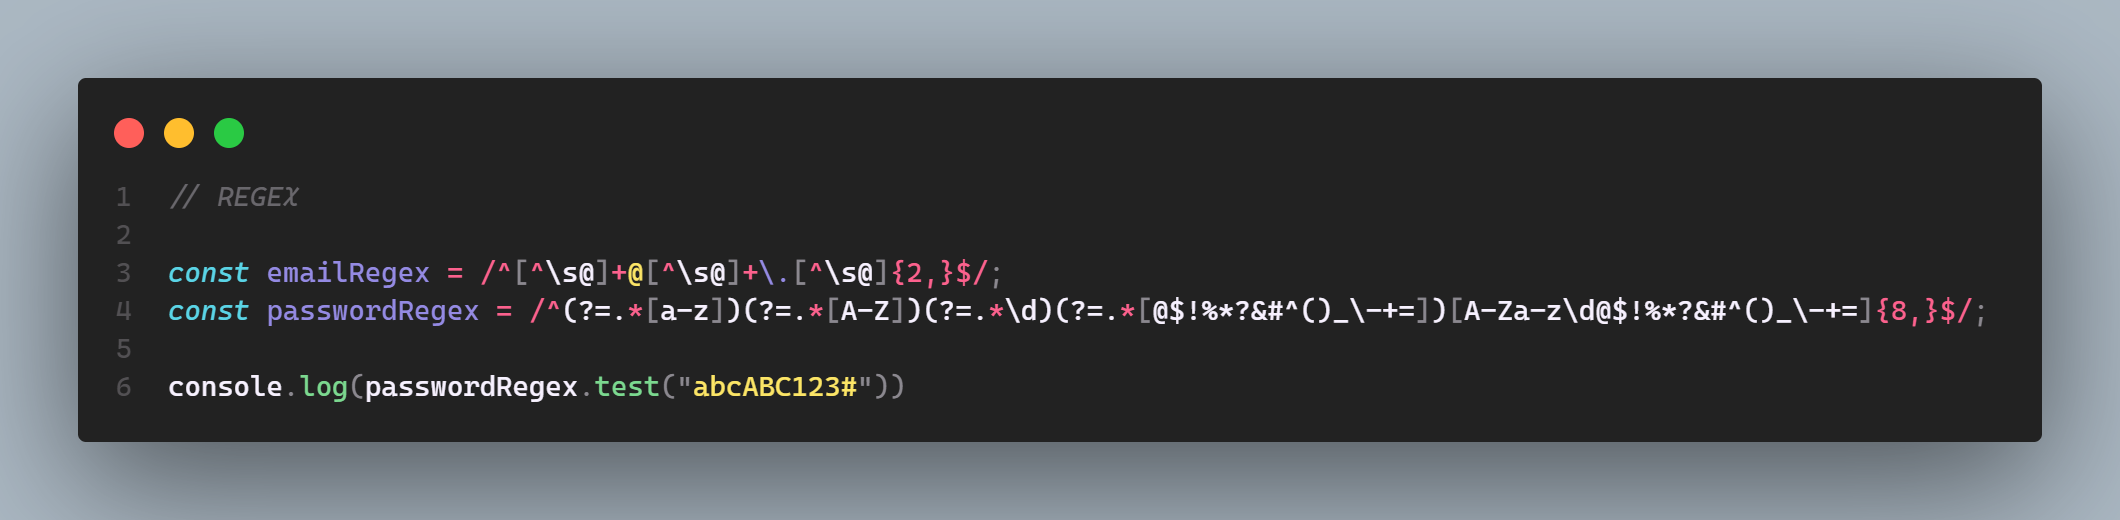 1 // REGEX
2
3 const emailRegex = /^[^\s@]+@[^\s@]+\.[^\s@]{2,}$/;
4 const passwordRegex = /^(?=.*[a-z])(?=.*[A-Z])(?=.*\d)(?=.*[@$!%*?&#^()_\-+=])[A-Za-z\d@$!%*?&#^()_\-+=]{8,}$/;
5
6 console.log(passwordRegex.test("abcABC123#"))